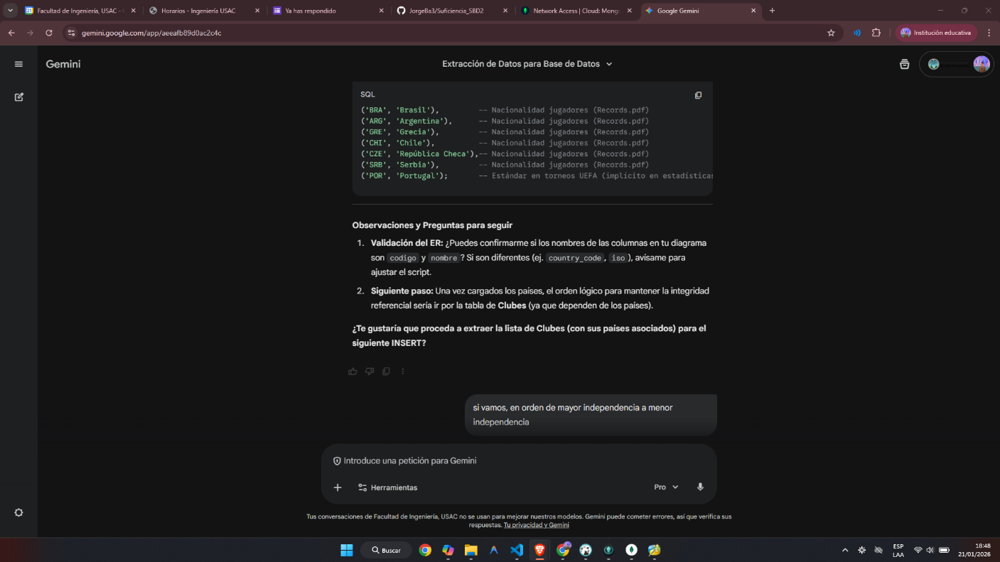 Facultad de Ingeniería, USAC - 
Horarios - Ingeniería USAC
Ya has respondido
JorgeBa3/Suficiencia_SBD2
Network Access | Cloud: Mong
Google Gemini
gemini.google.com/app/aeeafb89d0ac2c4c
Institución educativa
Gemini
Extracción de Datos para Base de Datos
SQL
('BRA', 'Brasil'),         -- Nacionalidad jugadores (Records.pdf)
('ARG', 'Argentina'),      -- Nacionalidad jugadores (Records.pdf)
('GRE', 'Grecia'),         -- Nacionalidad jugadores (Records.pdf)
('CHI', 'Chile'),          -- Nacionalidad jugadores (Records.pdf)
('CZE', 'República Checa'),-- Nacionalidad jugadores (Records.pdf)
('SRB', 'Serbia'),         -- Nacionalidad jugadores (Records.pdf)
('POR', 'Portugal');       -- Estándar en torneos UEFA (implícito en estadísticas
Observaciones y Preguntas para seguir
1. Validación del ER: ¿Puedes confirmarme si los nombres de las columnas en tu diagrama
son codigo y nombre? Si son diferentes (ej. country_code, iso), avísame para
ajustar el script.
2. Siguiente paso: Una vez cargados los países, el orden lógico para mantener la integridad
referencial sería ir por la tabla de Clubes (ya que dependen de los países).
¿Te gustaría que proceda a extraer la lista de Clubes (con sus países asociados) para el
siguiente INSERT?
si vamos, en orden de mayor independencia a menor
independencia
Introduce una petición para Gemini
Herramientas
Pro
Tus conversaciones de Facultad de Ingeniería, USAC no se usan para mejorar nuestros modelos. Gemini puede cometer errores, así que verifica sus
respuestas. Tu privacidad y Gemini
Buscar
ESP
LAA
18:48
21/01/2026